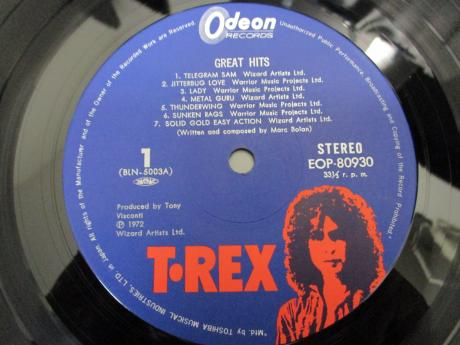 Odeon
RECORDS
GREAT HITS
1. TELEGRAM SAM Wizard Artists Ltd.
2. JITTERBUG LOVE Warrior Music Projects Ltd.
3. LADY Warrior Music Projects Ltd.
4. METAL GURU Wizard Artists Ltd.
5. THUNDERWING Warrior Music Projects Ltd.
6. SUNKEN RAGS Warrior Music Projects Ltd.
7. SOLID GOLD EASY ACTION Wizard Artists Ltd.
(Written and composed by Marc Bolan)
1
(BLN-5003A)
STEREO
EOP-80930
33⅓ r. p. m.
Produced by Tony
Visconti
Ⓟ 1972
Wizard Artists Ltd.
T•REX
All rights of the Manufacturer and of the Owner of the Recorded Work are Reserved.
Unauthorized Public Performance, Broadcasting and Copying of the Record Prohibited"
"Mfd. by TOSHIBA MUSICAL INDUSTRIES, LTD. in Japan